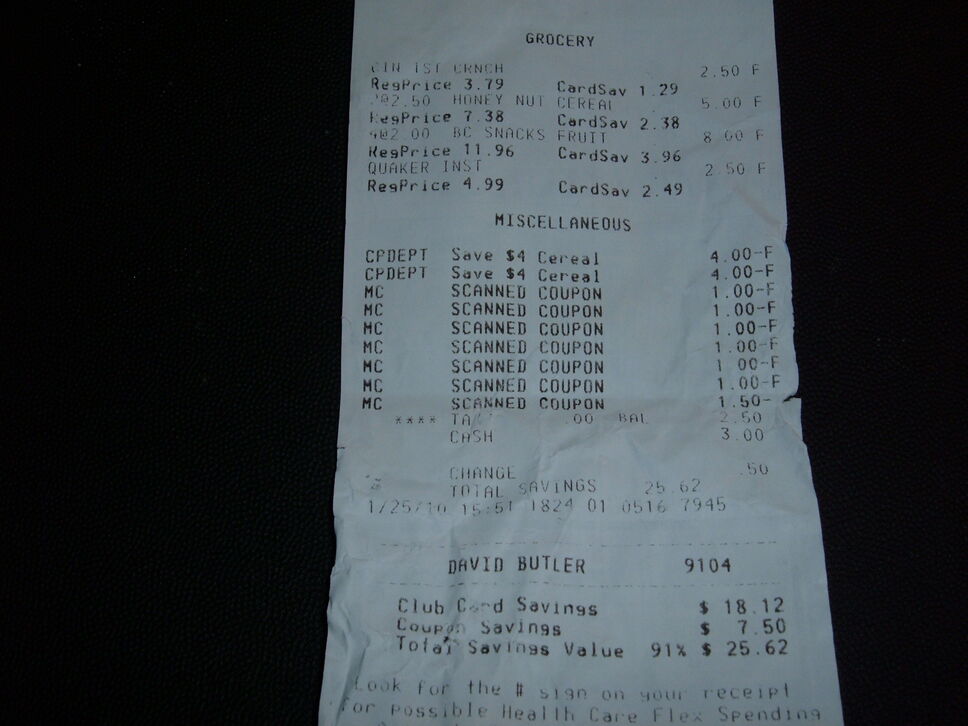 GROCERY
CIN TST CRNCH 2.50 F
RegPrice 3.79 CardSav 1.29
2@2.50 HONEY NUT CEREAL 5.00 F
RegPrice 7.38 CardSav 2.38
4@2.00 BC SNACKS FRUIT 8.00 F
RegPrice 11.96 CardSav 3.96
QUAKER INST 2.50 F
RegPrice 4.99 CardSav 2.49
MISCELLANEOUS
CPDEPT Save $4 Cereal 4.00-F
CPDEPT Save $4 Cereal 4.00-F
MC SCANNED COUPON 1.00-F
MC SCANNED COUPON 1.00-F
MC SCANNED COUPON 1.00-F
MC SCANNED COUPON 1.00-F
MC SCANNED COUPON 1.00-F
MC SCANNED COUPON 1.00-F
MC SCANNED COUPON 1.50-
**** TAX .00 BAL 2.50
CASH 3.00
CHANGE .50
TOTAL SAVINGS 25.62
1/25/10 15:51 1824 01 0516 7945
DAVID BUTLER 9104
Club Card Savings $ 18.12
Coupon Savings $ 7.50
Total Savings Value 91% $ 25.62
Look for the # sign on your receipt
for possible Health Care Flex Spending